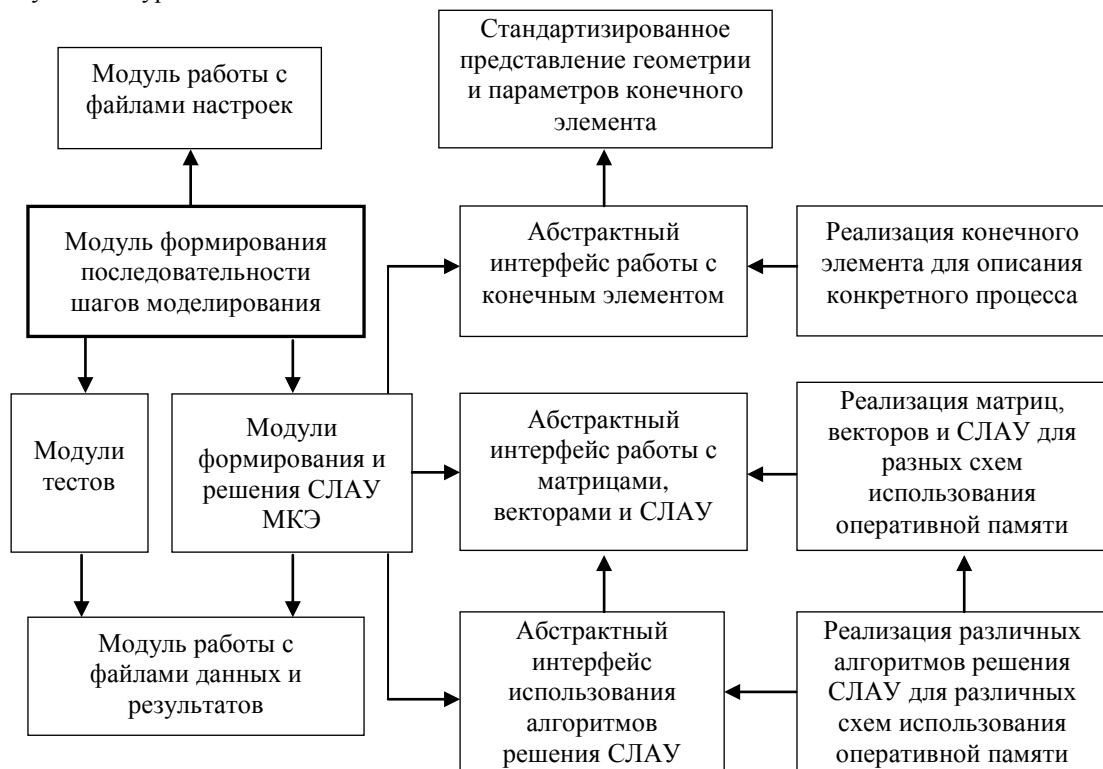 Стандартизированное
представление геометрии
и параметров конечного
элемента
Модуль работы с
файлами настроек
Модуль формирования
последовательности
шагов моделирования
Абстрактный
интерфейс работы с
конечным элементом
Реализация конечного
элемента для описания
конкретного процесса
Модули
тестов
Модули
формирования и
решения СЛАУ
МКЭ
Абстрактный
интерфейс работы с
матрицами,
векторами и СЛАУ
Реализация матриц,
векторов и СЛАУ для
разных схем
использования
оперативной памяти
Модуль работы с
файлами данных и
результатов
Абстрактный
интерфейс
использования
алгоритмов
решения СЛАУ
Реализация различных
алгоритмов решения
СЛАУ для различных
схем использования
оперативной памяти